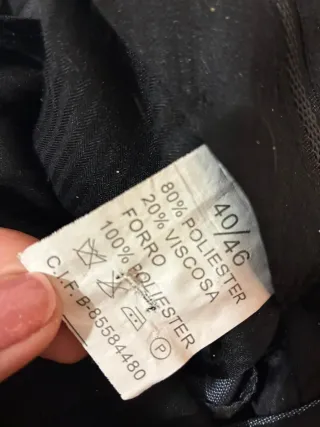 40/46
80% POLIESTER
20% VISCOSA
FORRO
100% POLIESTER
P
C.I.F B-85584480